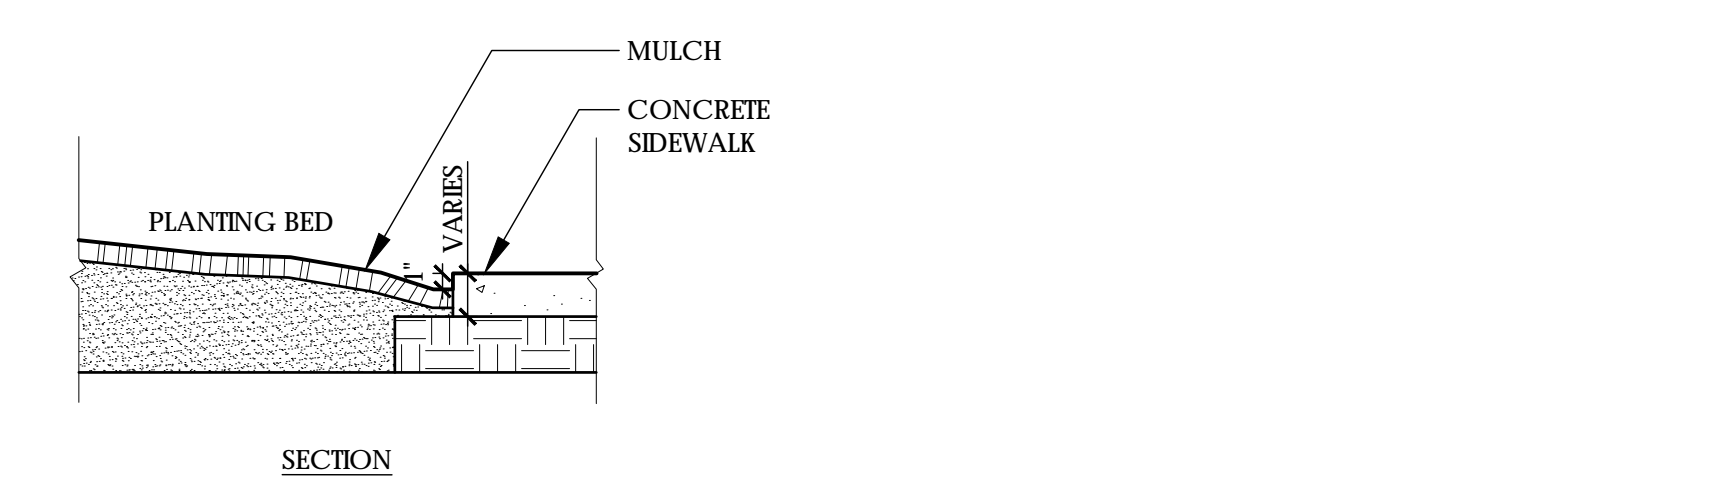 MULCH
CONCRETE
SIDEWALK
VARIES
PLANTING BED
1"
SECTION